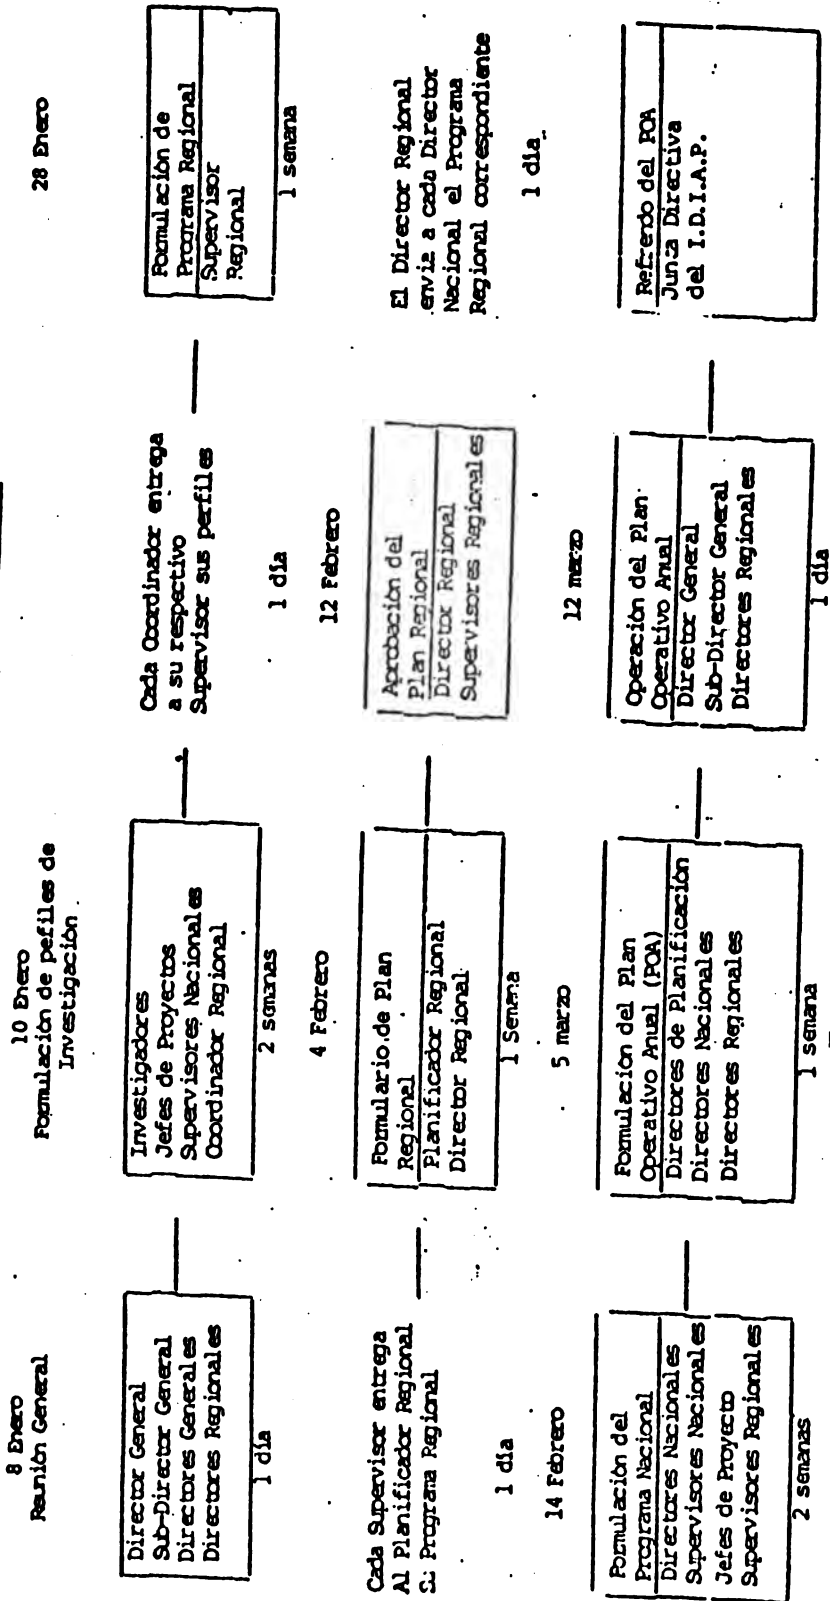 8 Enero
Reunión General
Director General
Sub-Director General
Directores Generales
Directores Regionales
1 día
10 Enero
Formulación de pefiles de
Investigación
Investigadores
Jefes de Proyectos
Supervisores Nacionales
Coordinador Regional
2 semanas
Cada Coordinador entrega
a su respectivo
Supervisor sus perfiles
1 día
28 Enero
Formulación de
Programa Regional
Supervisor
Regional
1 semana
Cada Supervisor entrega
Al Planificador Regional
Su Programa Regional
1 día
4 Febrero
Formulario de Plan
Regional
Planificador Regional
Director Regional
1 Semana
12 Febrero
Aprobación del
Plan Regional
Director Regional
Supervisores Regionales
El Director Regional
envia a cada Director
Nacional el Programa
Regional correspondiente
1 día
14 Febrero
Formulación del
Programa Nacional
Directores Nacionales
Supervisores Nacionales
Jefes de Proyecto
Supervisores Regionales
2 semanas
5 marzo
Formulación del Plan
Operativo Anual (POA)
Directores de Planificación
Directores Nacionales
Directores Regionales
1 semana
12 marzo
Operación del Plan
Operativo Anual
Director General
Sub-Director General
Directores Regionales
1 día
Refrendo del POA
Junta Directiva
del I.D.I.A.P.